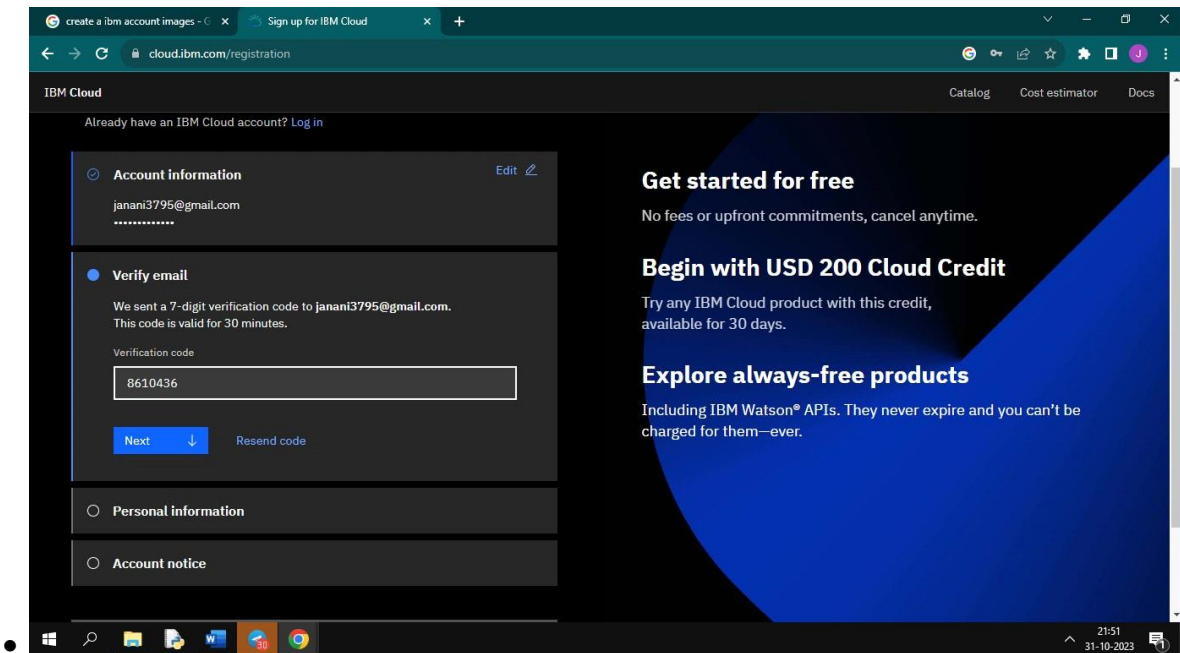 create a ibm account images - G
Sign up for IBM Cloud
cloud.ibm.com/registration
J
IBM Cloud
Catalog
Cost estimator
Docs
Already have an IBM Cloud account? Log in
Account information
Edit
janani3795@gmail.com
•••••••••••••
Verify email
We sent a 7-digit verification code to janani3795@gmail.com.
This code is valid for 30 minutes.
Verification code
8610436
Next
Resend code
Personal information
Account notice
Get started for free
No fees or upfront commitments, cancel anytime.
Begin with USD 200 Cloud Credit
Try any IBM Cloud product with this credit,
available for 30 days.
Explore always-free products
Including IBM Watson® APIs. They never expire and you can’t be
charged for them—ever.
30
21:51
31-10-2023
1